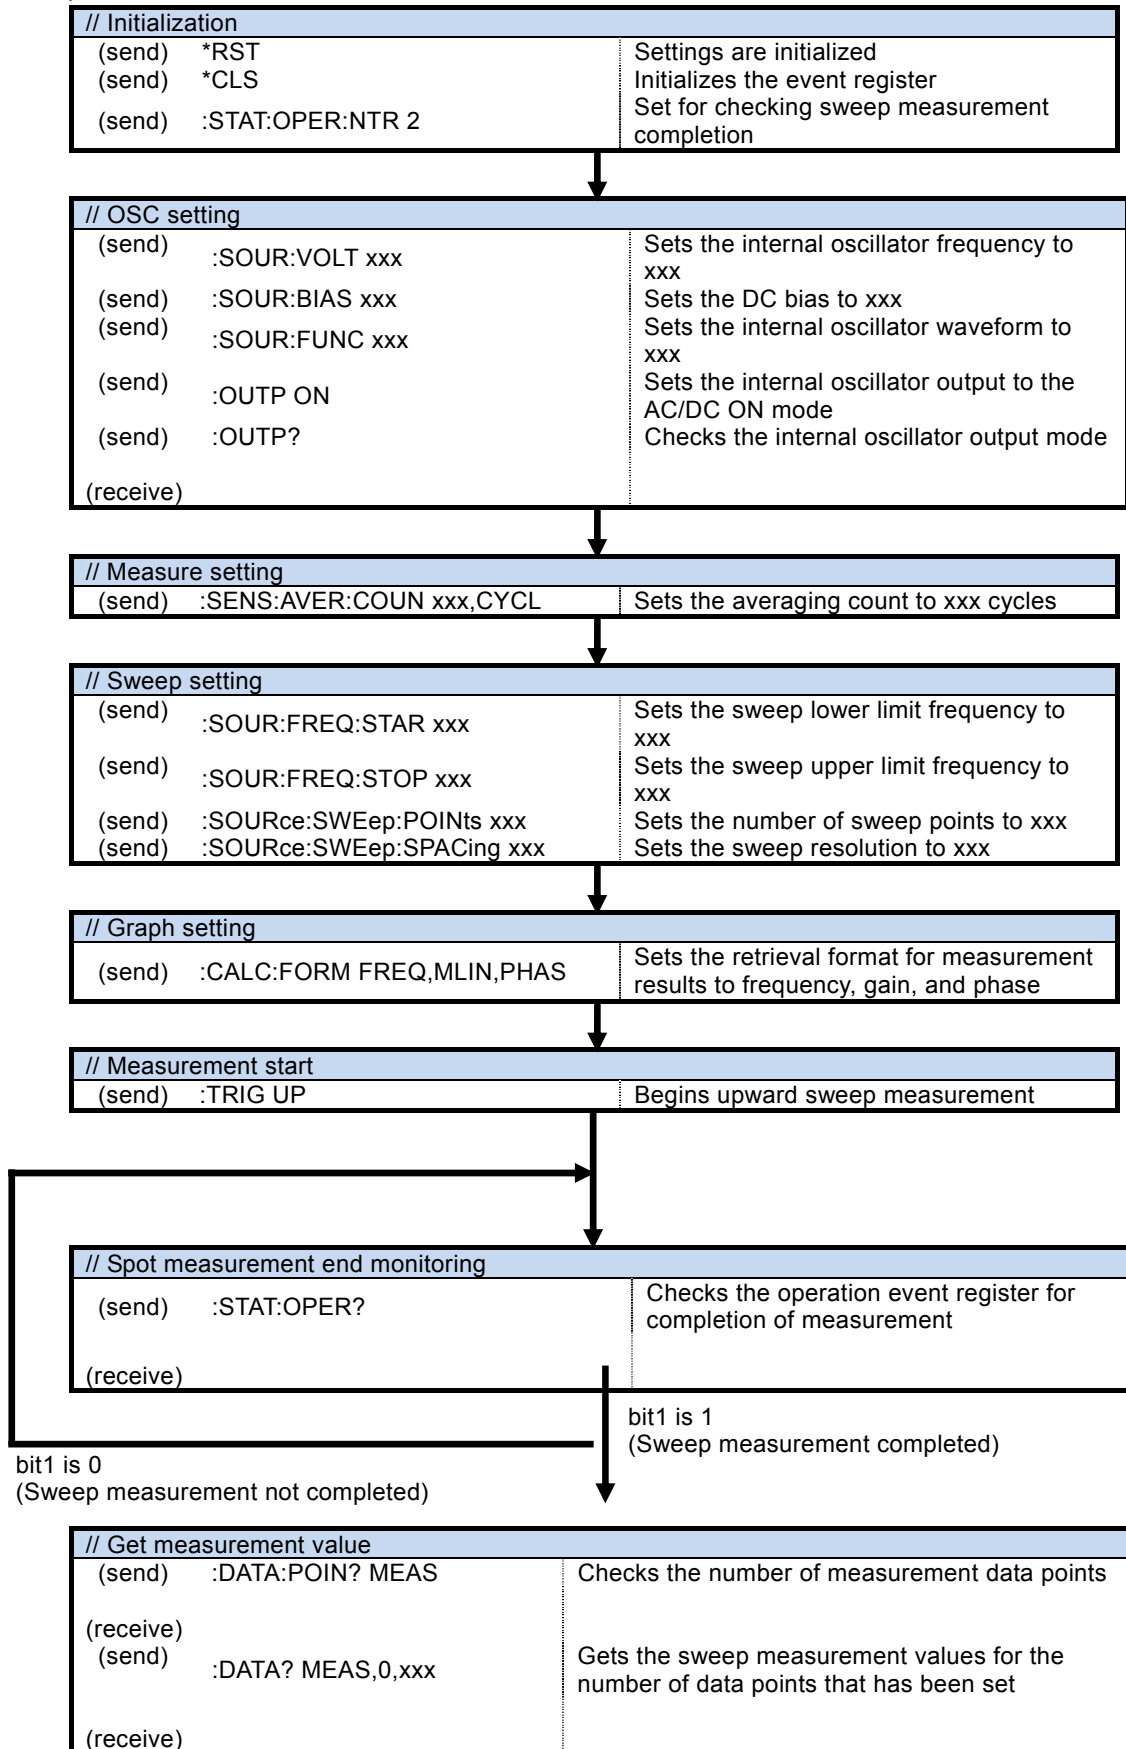 // Initialization
(send) *RST Settings are initialized
(send) *CLS Initializes the event register
(send) :STAT:OPER:NTR 2 Set for checking sweep measurement
completion
// OSC setting
(send) :SOUR:VOLT xxx Sets the internal oscillator frequency to
xxx
(send) :SOUR:BIAS xxx Sets the DC bias to xxx
(send) :SOUR:FUNC xxx Sets the internal oscillator waveform to
xxx
(send) :OUTP ON Sets the internal oscillator output to the
AC/DC ON mode
(send) :OUTP? Checks the internal oscillator output mode
(receive)
// Measure setting
(send) :SENS:AVER:COUN xxx,CYCL Sets the averaging count to xxx cycles
// Sweep setting
(send) :SOUR:FREQ:STAR xxx Sets the sweep lower limit frequency to
xxx
(send) :SOUR:FREQ:STOP xxx Sets the sweep upper limit frequency to
xxx
(send) :SOURce:SWEep:POINts xxx Sets the number of sweep points to xxx
(send) :SOURce:SWEep:SPACing xxx Sets the sweep resolution to xxx
// Graph setting
(send) :CALC:FORM FREQ,MLIN,PHAS Sets the retrieval format for measurement
results to frequency, gain, and phase
// Measurement start
(send) :TRIG UP Begins upward sweep measurement
// Spot measurement end monitoring
(send) :STAT:OPER? Checks the operation event register for
completion of measurement
(receive)
bit1 is 1
(Sweep measurement completed)
bit1 is 0
(Sweep measurement not completed)
// Get measurement value
(send) :DATA:POIN? MEAS Checks the number of measurement data points
(receive)
(send) :DATA? MEAS,0,xxx Gets the sweep measurement values for the
number of data points that has been set
(receive)